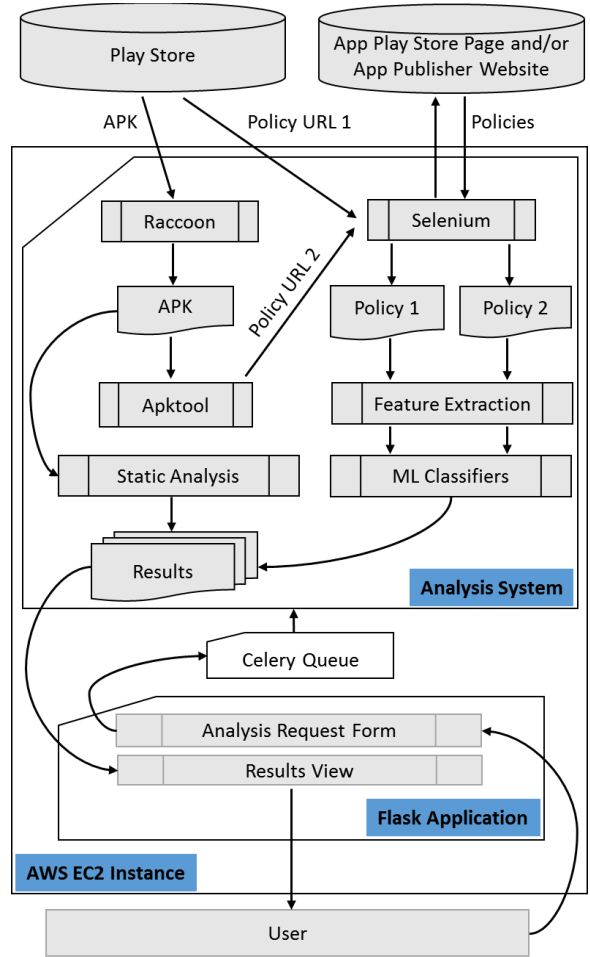 Play Store
App Play Store Page and/or
App Publisher Website
APK
Policy URL 1
Policies
Raccoon
Selenium
Policy URL 2
APK
Policy 1
Policy 2
Apktool
Feature Extraction
Static Analysis
ML Classifiers
Results
Analysis System
Celery Queue
Analysis Request Form
Results View
Flask Application
AWS EC2 Instance
User